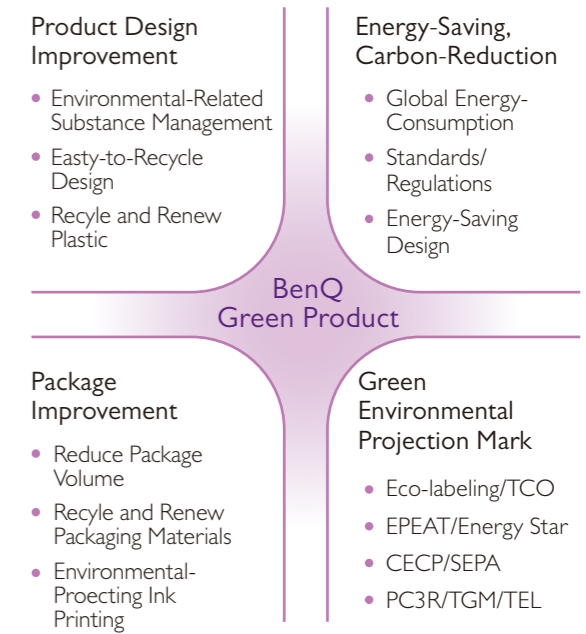 Product Design
Improvement
• Environmental-Related
Substance Management
• Easty-to-Recycle
Design
• Recyle and Renew
Plastic
Energy-Saving,
Carbon-Reduction
• Global Energy-
Consumption
• Standards/
Regulations
• Energy-Saving
Design
BenQ
Green Product
Package
Improvement
• Reduce Package
Volume
• Recyle and Renew
Packaging Materials
• Environmental-
Proecting Ink
Printing
Green
Environmental
Projection Mark
• Eco-labeling/TCO
• EPEAT/Energy Star
• CECP/SEPA
• PC3R/TGM/TEL